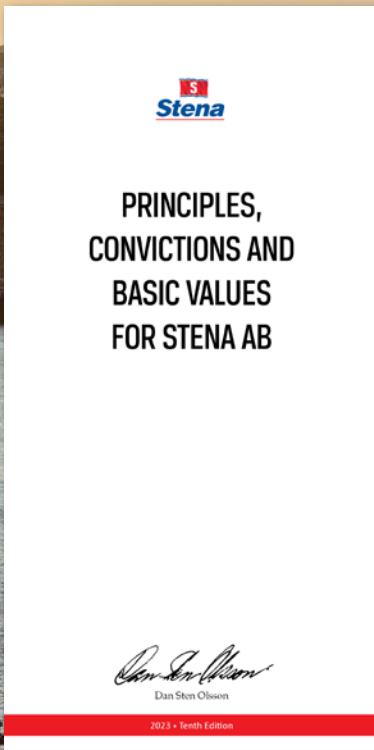 S
Stena
PRINCIPLES,
CONVICTIONS AND
BASIC VALUES
FOR STENA AB
Dan Sten Olsson
Dan Sten Olsson
2023 • Tenth Edition